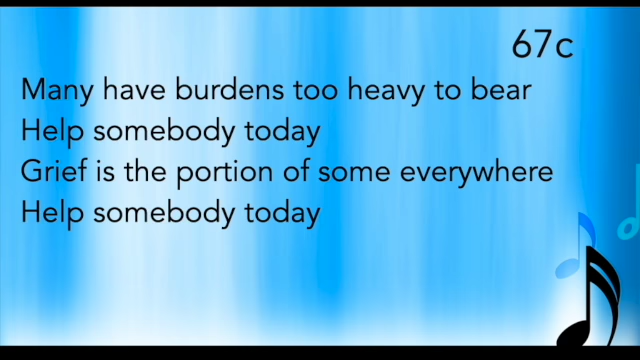 67c
Many have burdens too heavy to bear
Help somebody today
Grief is the portion of some everywhere
Help somebody today